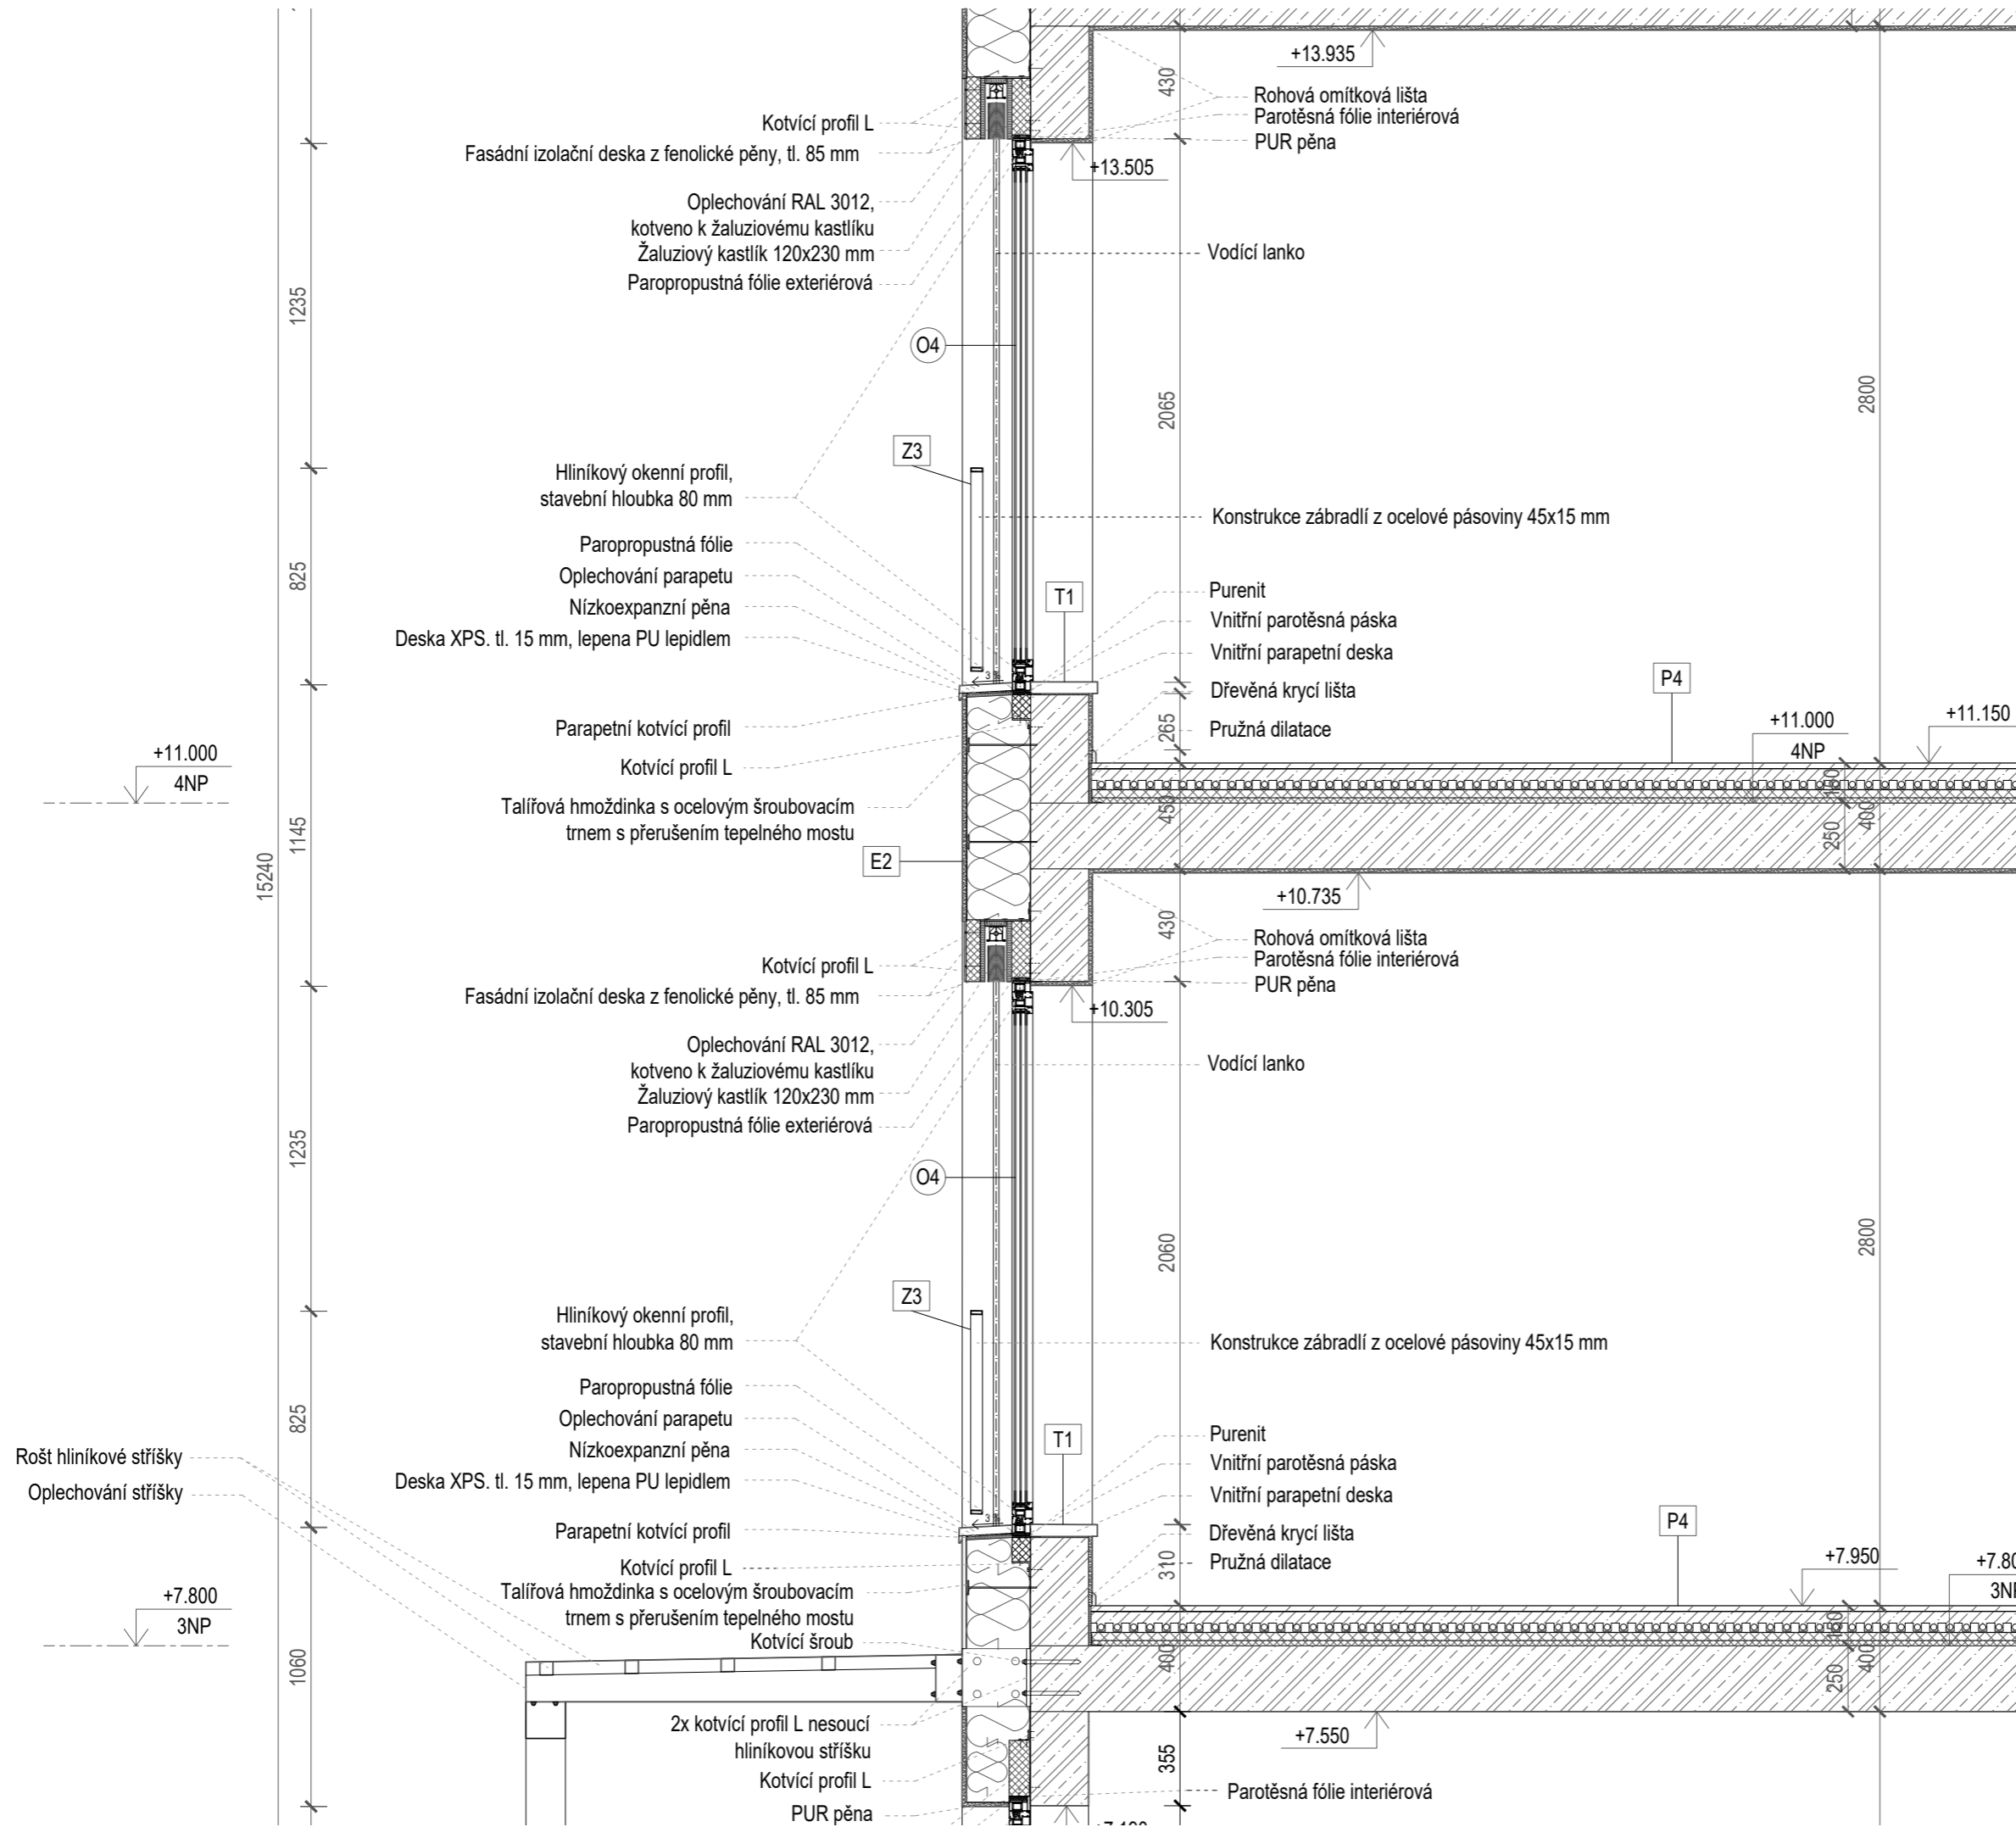 +13.935
430
Rohová omítková lišta
Parotěsná fólie interiérová
PUR pěna
+13.505
Kotvící profil L
Fasádní izolační deska z fenolické pěny, tl. 85 mm
Oplechování RAL 3012,
kotveno k žaluziovému kastlíku
Žaluziový kastlík 120x230 mm
Paropropustná fólie exteriérová
Vodící lanko
1235
O4
2065
2800
Z3
Hliníkový okenní profil,
stavební hloubka 80 mm
Konstrukce zábradlí z ocelové pásoviny 45x15 mm
Paropropustná fólie
Oplechování parapetu
Nízkoexpanzní pěna
Deska XPS. tl. 15 mm, lepena PU lepidlem
825
T1
Purenit
Vnitřní parotěsná páska
Vnitřní parapetní deska
Dřevěná krycí lišta
Pružná dilatace
P4
3
265
+11.000
4NP
+11.150
Parapetní kotvící profil
Kotvící profil L
+11.000
4NP
Talířová hmoždinka s ocelovým šroubovacím
trnem s přerušením tepelného mostu
1145
15240
E2
450
150
250
400
+10.735
430
Rohová omítková lišta
Parotěsná fólie interiérová
PUR pěna
+10.305
Kotvící profil L
Fasádní izolační deska z fenolické pěny, tl. 85 mm
Oplechování RAL 3012,
kotveno k žaluziovému kastlíku
Žaluziový kastlík 120x230 mm
Paropropustná fólie exteriérová
Vodící lanko
1235
O4
2060
2800
Z3
Hliníkový okenní profil,
stavební hloubka 80 mm
Konstrukce zábradlí z ocelové pásoviny 45x15 mm
Paropropustná fólie
Oplechování parapetu
Nízkoexpanzní pěna
Deska XPS. tl. 15 mm, lepena PU lepidlem
825
Rošt hliníkové stříšky
Oplechování stříšky
T1
Purenit
Vnitřní parotěsná páska
Vnitřní parapetní deska
Dřevěná krycí lišta
Pružná dilatace
P4
3
310
+7.950
3NP
Parapetní kotvící profil
Kotvící profil L
Talířová hmoždinka s ocelovým šroubovacím
trnem s přerušením tepelného mostu
Kotvící šroub
+7.800
3NP
1060
400
150
250
400
2x kotvící profil L nesoucí
hliníkovou stříšku
Kotvící profil L
PUR pěna
+7.550
355
Parotěsná fólie interiérová